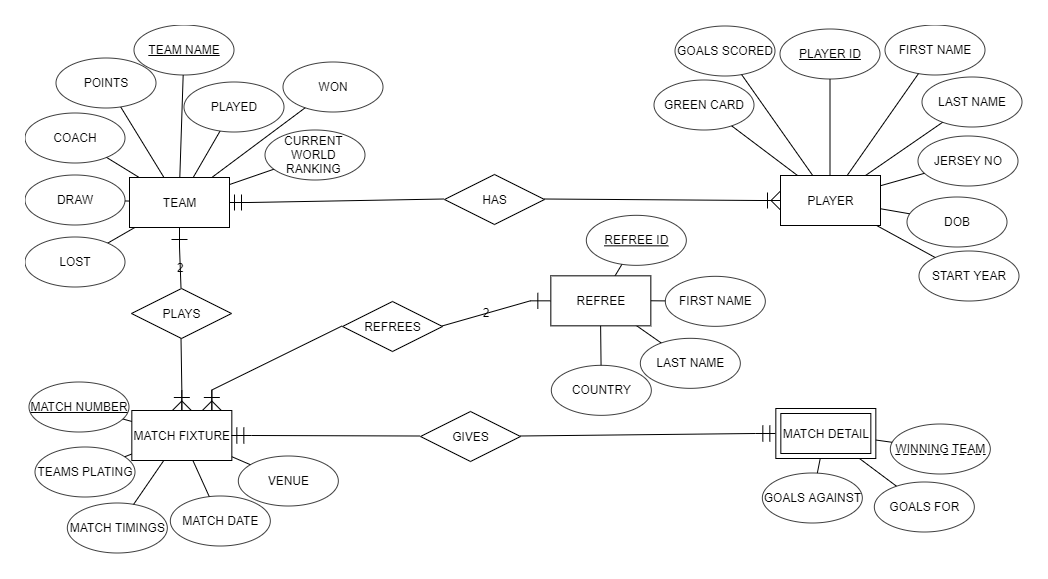 TEAM NAME
POINTS
PLAYED
WON
COACH
CURRENT
WORLD
RANKING
DRAW
TEAM
LOST
HAS
GOALS SCORED
PLAYER ID
FIRST NAME
GREEN CARD
LAST NAME
JERSEY NO
PLAYER
DOB
START YEAR
2
PLAYS
REFREES
2
REFREE ID
REFREE
FIRST NAME
LAST NAME
COUNTRY
MATCH NUMBER
MATCH FIXTURE
TEAMS PLATING
MATCH TIMINGS
MATCH DATE
VENUE
GIVES
MATCH DETAIL
WINNING TEAM
GOALS AGAINST
GOALS FOR